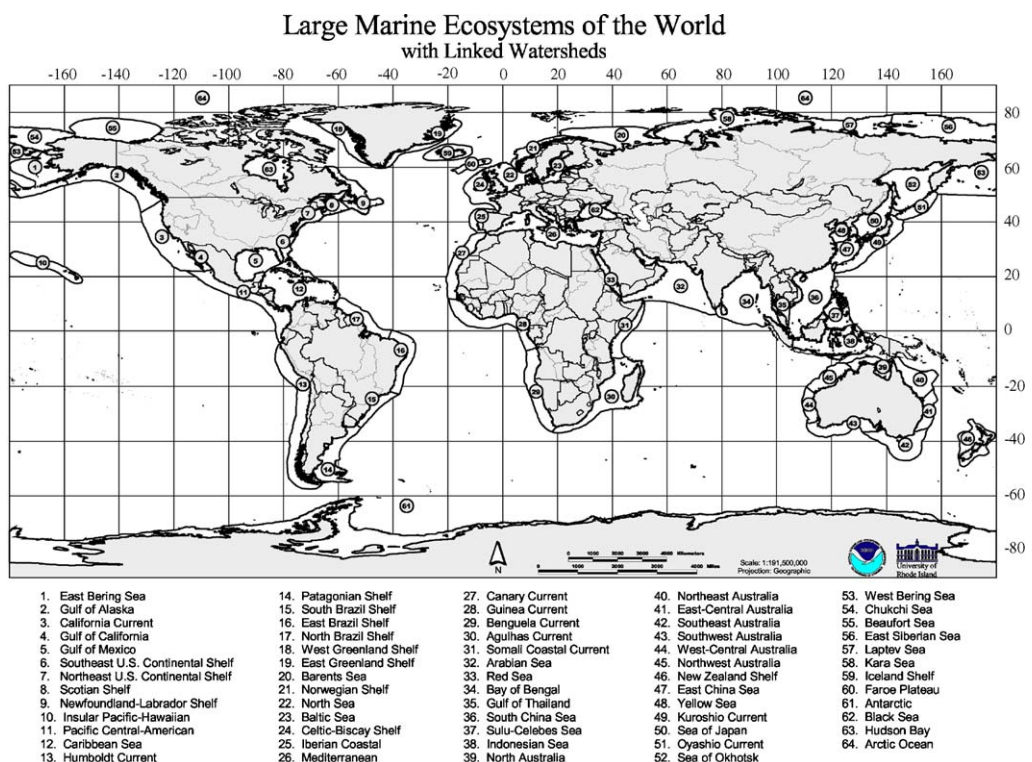 Large Marine Ecosystems of the World
with Linked Watersheds
-160 -140 -120 -100 -80 -60 -40 -20 0 20 40 60 80 100 120 140 160
80
60
40
20
0
-20
-40
-60
-80
N
0 1000 2000 3000 4000 Kilometers
0 1000 2000 3000 4000 Miles
Scale: 1:191,500,000
Projection: Geographic
University of
Rhode Island
1. East Bering Sea
2. Gulf of Alaska
3. California Current
4. Gulf of California
5. Gulf of Mexico
6. Southeast U.S. Continental Shelf
7. Northeast U.S. Continental Shelf
8. Scotian Shelf
9. Newfoundland-Labrador Shelf
10. Insular Pacific-Hawaiian
11. Pacific Central-American
12. Caribbean Sea
13. Humboldt Current
14. Patagonian Shelf
15. South Brazil Shelf
16. East Brazil Shelf
17. North Brazil Shelf
18. West Greenland Shelf
19. East Greenland Shelf
20. Barents Sea
21. Norwegian Shelf
22. North Sea
23. Baltic Sea
24. Celtic-Biscay Shelf
25. Iberian Coastal
26. Mediterranean
27. Canary Current
28. Guinea Current
29. Benguela Current
30. Agulhas Current
31. Somali Coastal Current
32. Arabian Sea
33. Red Sea
34. Bay of Bengal
35. Gulf of Thailand
36. South China Sea
37. Sulu-Celebes Sea
38. Indonesian Sea
39. North Australia
40. Northeast Australia
41. East-Central Australia
42. Southeast Australia
43. Southwest Australia
44. West-Central Australia
45. Northwest Australia
46. New Zealand Shelf
47. East China Sea
48. Yellow Sea
49. Kuroshio Current
50. Sea of Japan
51. Oyashio Current
52. Sea of Okhotsk
53. West Bering Sea
54. Chukchi Sea
55. Beaufort Sea
56. East Siberian Sea
57. Laptev Sea
58. Kara Sea
59. Iceland Shelf
60. Faroe Plateau
61. Antarctic
62. Black Sea
63. Hudson Bay
64. Arctic Ocean